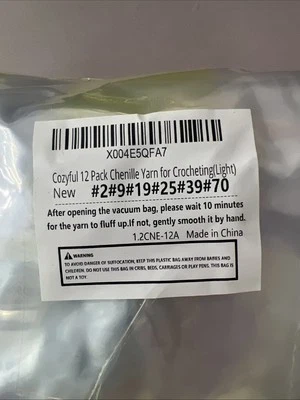 X004E5QFA7
Cozyful 12 Pack Chenille Yarn for Crocheting(Light)
New #2#9#19#25#39#70
After opening the vacuum bag, please wait 10 minutes
for the yarn to fluff up.If not, gently smooth it by hand.
1.2CNE-12A Made in China
WARNING
TO AVOID DANGER OF SUFFOCATION, KEEP THIS PLASTIC BAG AWAY FROM BABIES AND
CHILDREN. DO NOT USE THIS BAG IN CRIBS, BEDS, CARRIAGES OR PLAY PENS. THIS BAG IS
NOT A TOY.